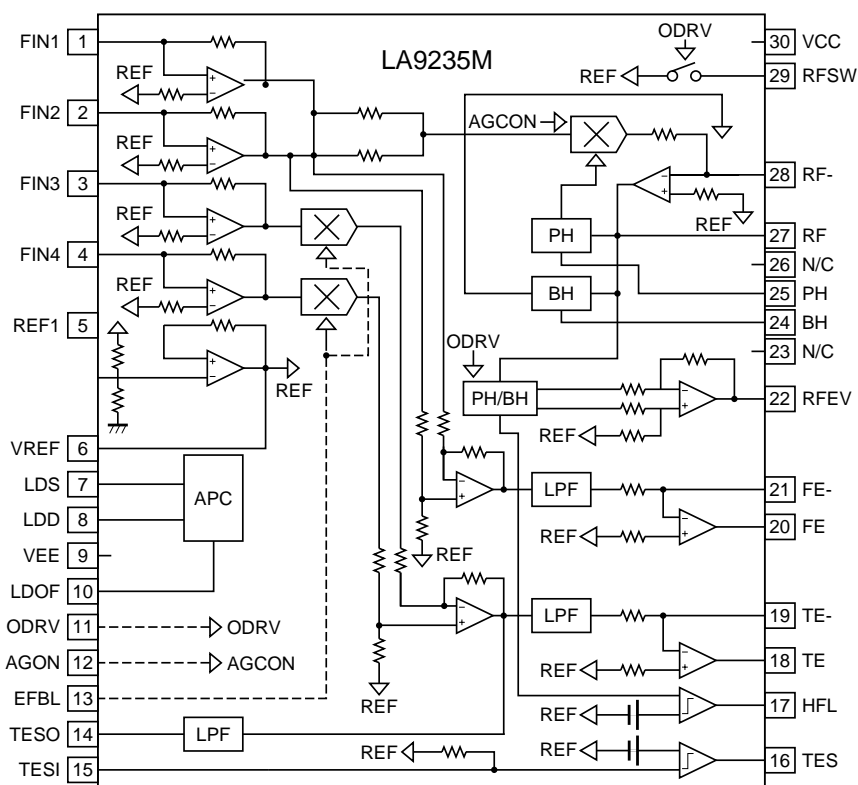 LA9235M
FIN1 1
FIN2 2
FIN3 3
FIN4 4
REF1 5
VREF 6
LDS 7
LDD 8
VEE 9
LDOF 10
ODRV 11
AGON 12
EFBL 13
TESO 14
TESI 15
REF
+
−
REF
+
−
REF
+
−
REF
+
−
+
−
REF
APC
ODRV
AGCON
LPF
REF
AGCON
PH
BH
ODRV
PH/BH
−
+
REF
−
+
REF
−
+
REF
LPF
−
+
REF
−
+
REF
LPF
−
+
REF
REF
REF
ODRV
REF
30 VCC
29 RFSW
28 RF-
27 RF
26 N/C
25 PH
24 BH
23 N/C
22 RFEV
21 FE-
20 FE
19 TE-
18 TE
17 HFL
16 TES